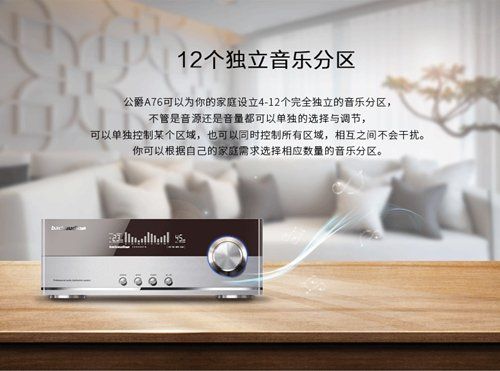 12个独立音乐分区
公爵A76可以为你的家庭设立4-12个完全独立的音乐分区，
不管是音源还是音量都可以单独的选择与调节，
可以单独控制某个区域，也可以同时控制所有区域，相互之间不会干扰。
你可以根据自己的家庭需求选择相应数量的音乐分区。